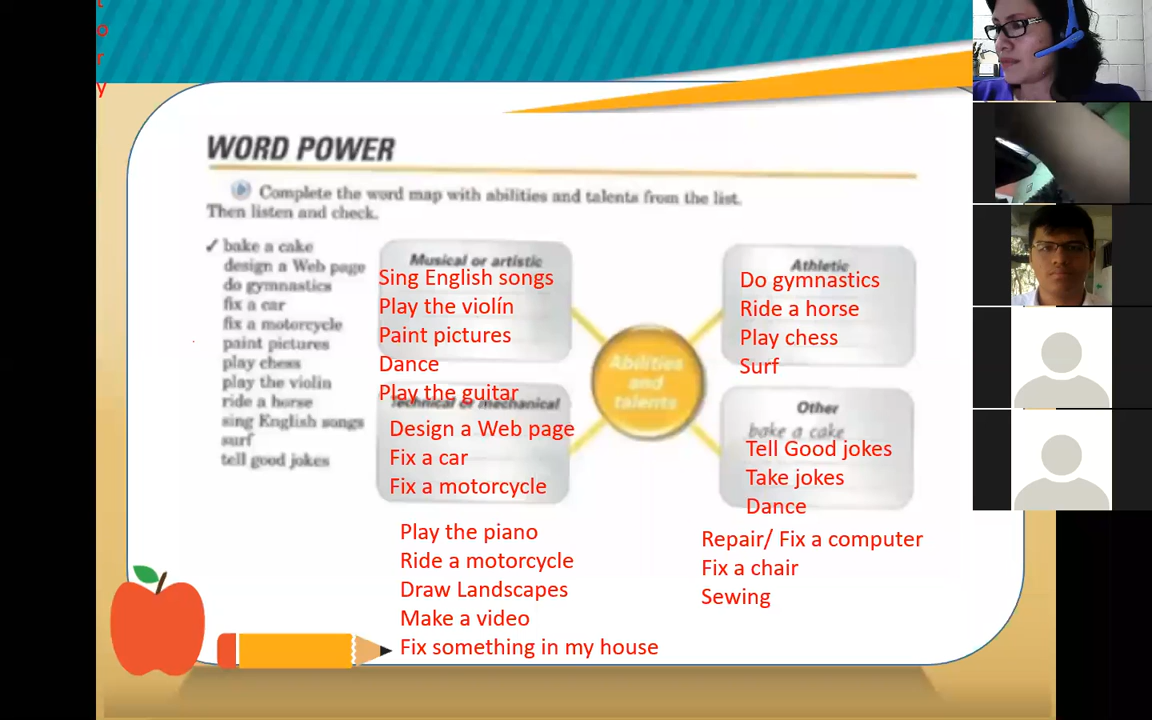 t
o
r
y
WORD POWER
Complete the word map with abilities and talents from the list.
Then listen and check.
✓ bake a cake
design a Web page
do gymnastics
fix a car
fix a motorcycle
paint pictures
play chess
play the violin
ride a horse
sing English songs
surf
tell good jokes
Musical or artistic
Sing English songs
Play the violín
Paint pictures
Dance
Play the guitar
Technical or mechanical
Design a Web page
Fix a car
Fix a motorcycle
Abilities
and
talents
Athletic
Do gymnastics
Ride a horse
Play chess
Surf
Other
bake a cake
Tell Good jokes
Take jokes
Dance
Play the piano
Ride a motorcycle
Draw Landscapes
Make a video
Fix something in my house
Repair/ Fix a computer
Fix a chair
Sewing